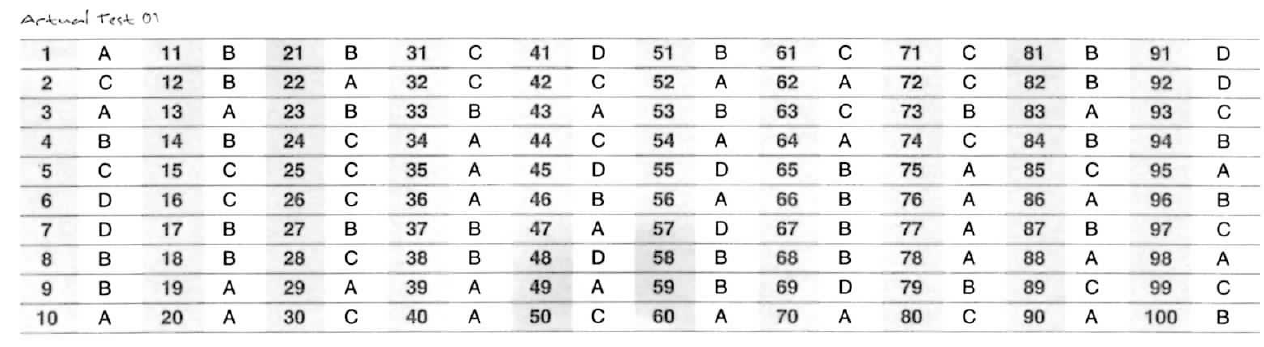 Actual Test 01
1 A 11 B 21 B 31 C 41 D 51 B 61 C 71 C 81 B 91 D
2 C 12 B 22 A 32 C 42 C 52 A 62 A 72 C 82 B 92 D
3 A 13 A 23 B 33 B 43 A 53 B 63 C 73 B 83 A 93 C
4 B 14 B 24 C 34 A 44 C 54 A 64 A 74 C 84 B 94 B
5 C 15 C 25 C 35 A 45 D 55 D 65 B 75 A 85 C 95 A
6 D 16 C 26 C 36 A 46 B 56 A 66 B 76 A 86 A 96 B
7 D 17 B 27 B 37 B 47 A 57 D 67 B 77 A 87 B 97 C
8 B 18 B 28 C 38 B 48 D 58 B 68 B 78 A 88 A 98 A
9 B 19 A 29 A 39 A 49 A 59 B 69 D 79 B 89 C 99 C
10 A 20 A 30 C 40 A 50 C 60 A 70 A 80 C 90 A 100 B